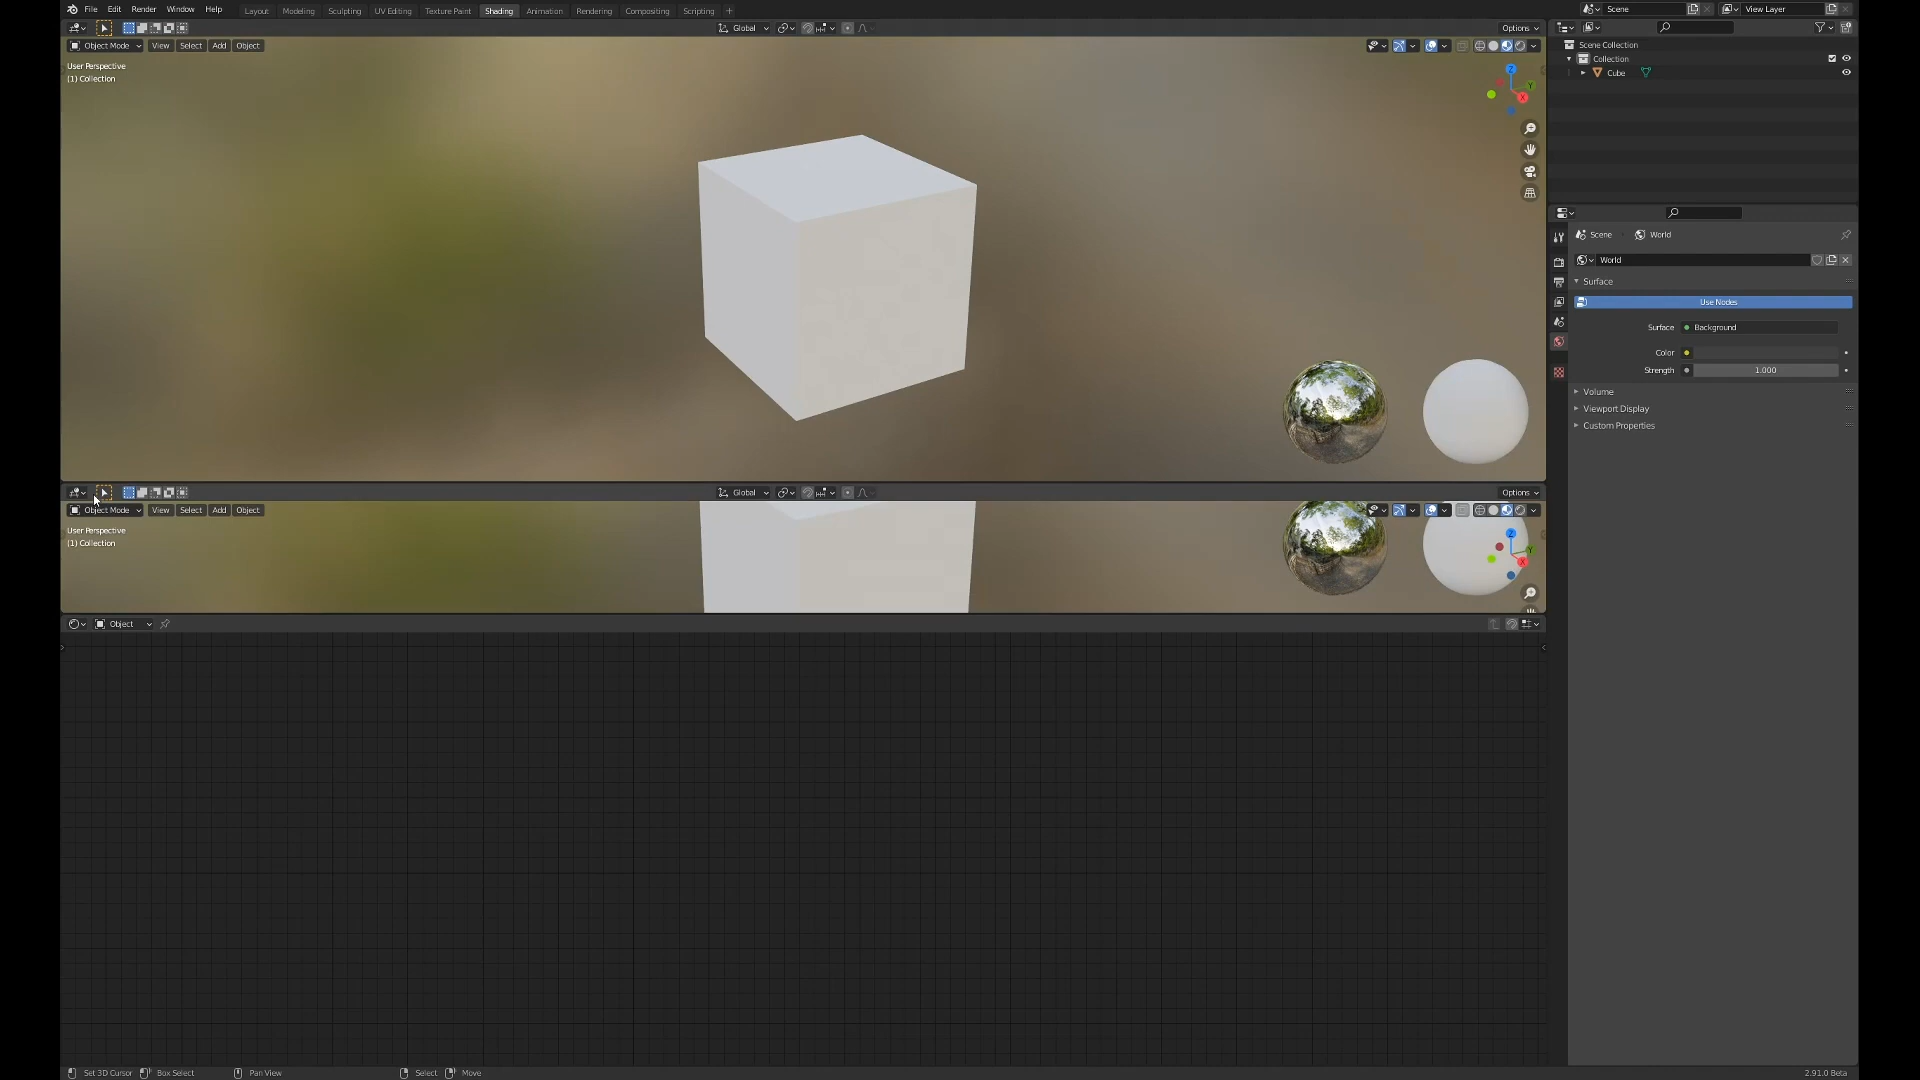 File Edit Render Window Help Layout Modeling Sculpting UV Editing Texture Paint Shading Animation Rendering Compositing Scripting + Scene View Layer
Global Options
Object Mode View Select Add Object
User Perspective
(1) Collection
Z
Y
X
Scene Collection
Collection
Cube
Scene World
World
Surface
Use Nodes
Surface Background
Color
Strength 1.000
Volume
Viewport Display
Custom Properties
Global Options
Object Mode View Select Add Object
User Perspective
(1) Collection
Z
Y
X
Object
Set 3D Cursor Box Select Pan View Select Move 2.91.0 Beta